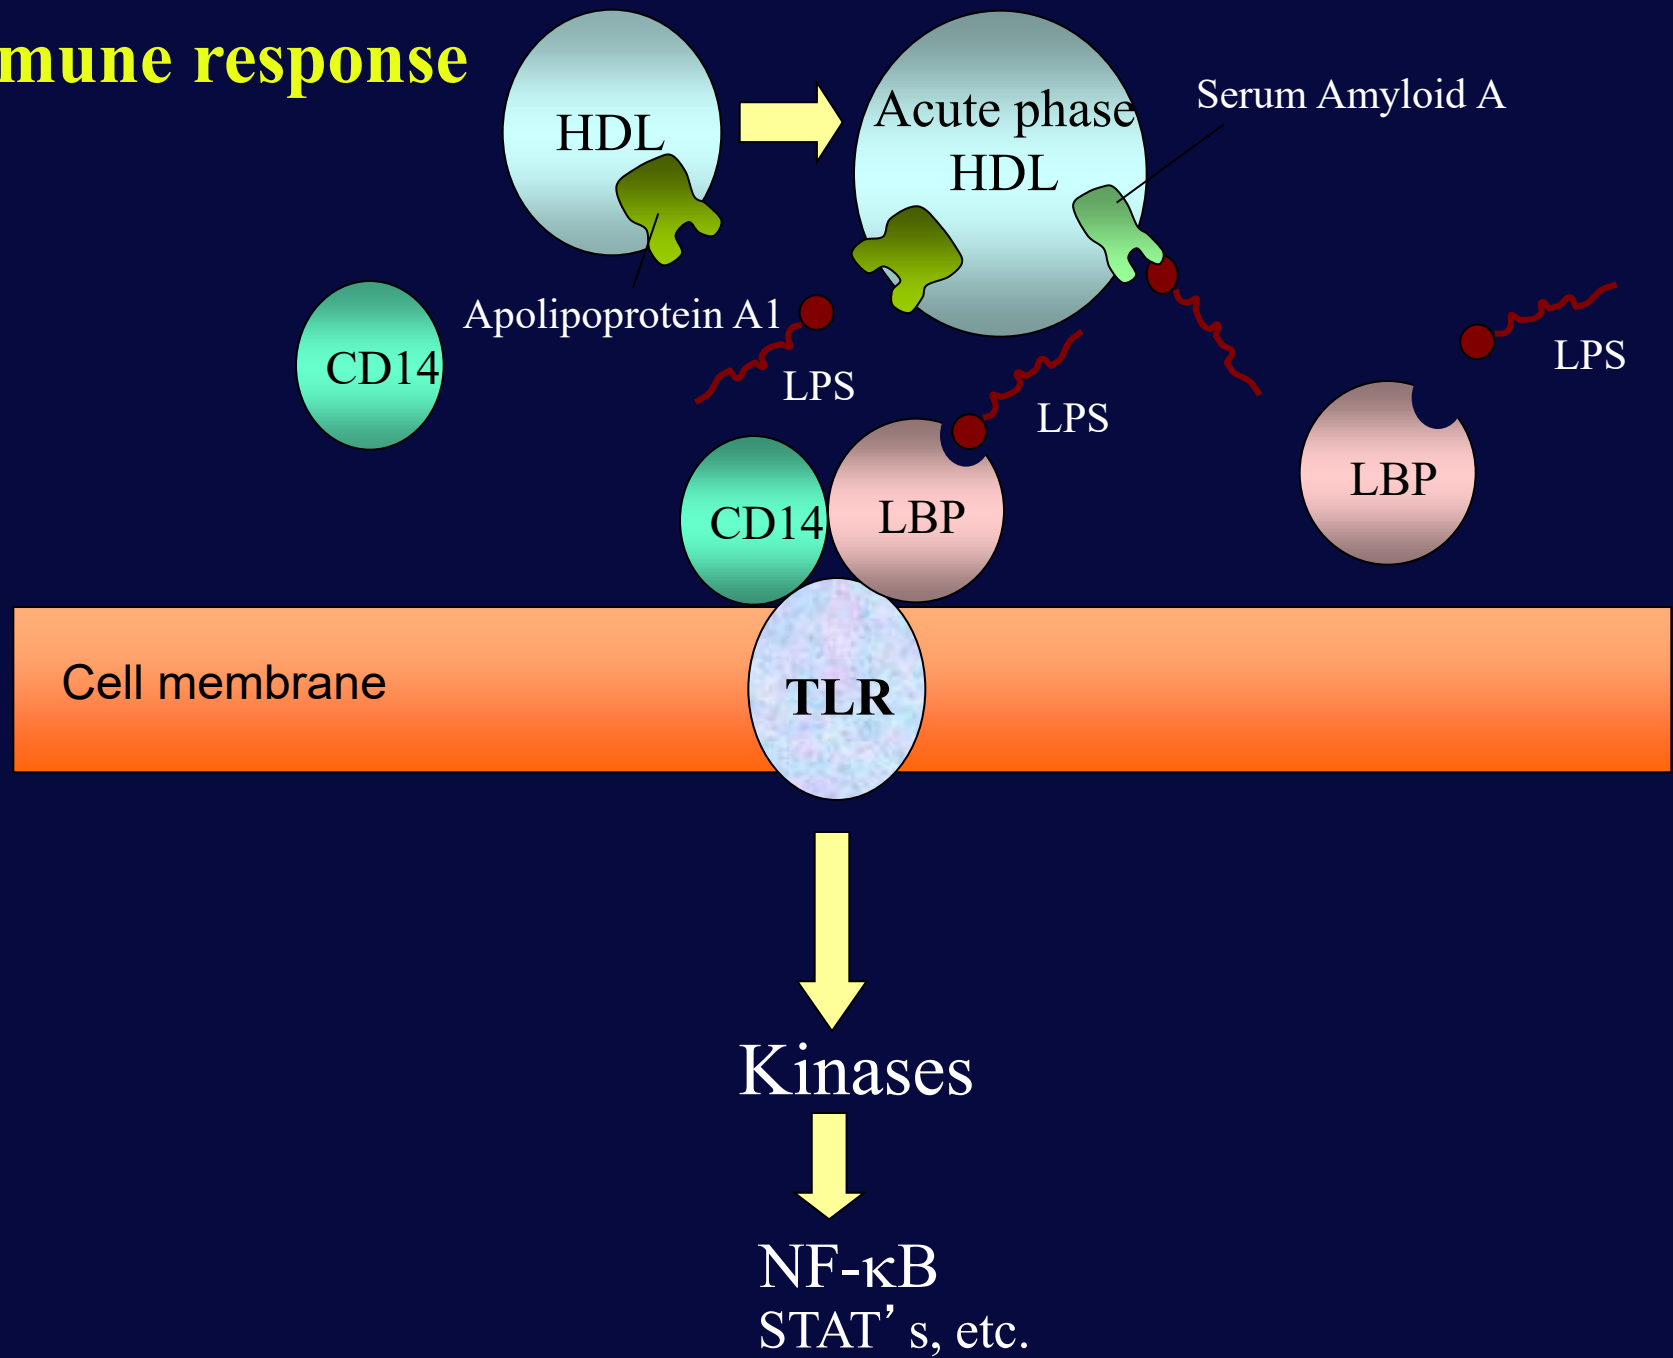 mune response
HDL
Acute phase
HDL
Serum Amyloid A
Apolipoprotein A1
CD14
LPS
LPS
LPS
CD14
LBP
LBP
Cell membrane
TLR
Kinases
NF-κB
STAT’s, etc.